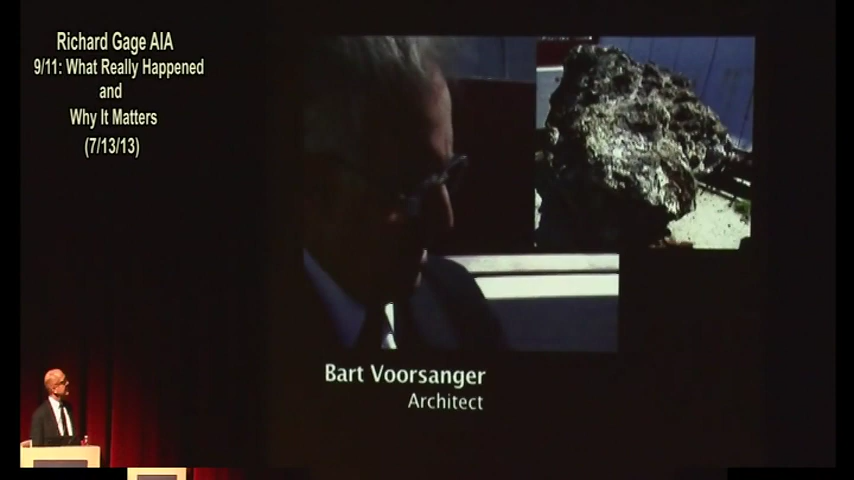 Richard Gage AIA
9/11: What Really Happened
and
Why It Matters
(7/13/13)
Bart Voorsanger
Architect